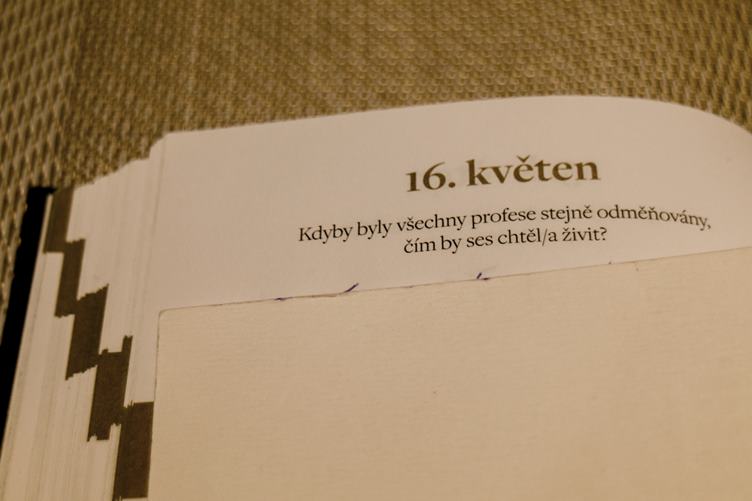 16. květen
Kdyby byly všechny profese stejně odměňovány,
čím by ses chtěl/a živit?